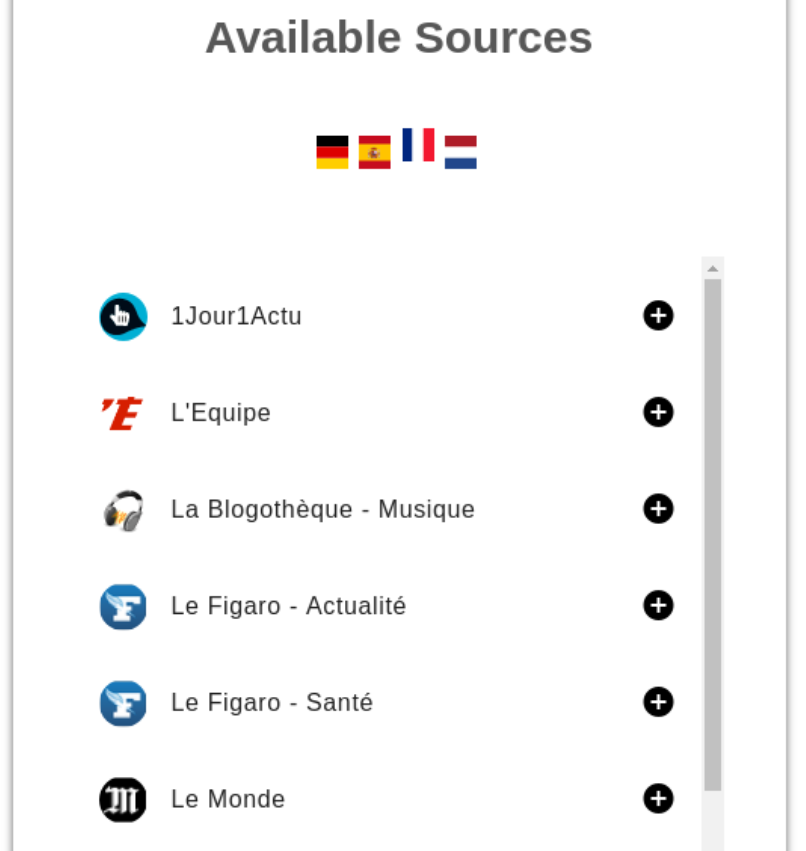 Available Sources
1Jour1Actu
L'Equipe
La Blogothèque - Musique
Le Figaro - Actualité
Le Figaro - Santé
Le Monde